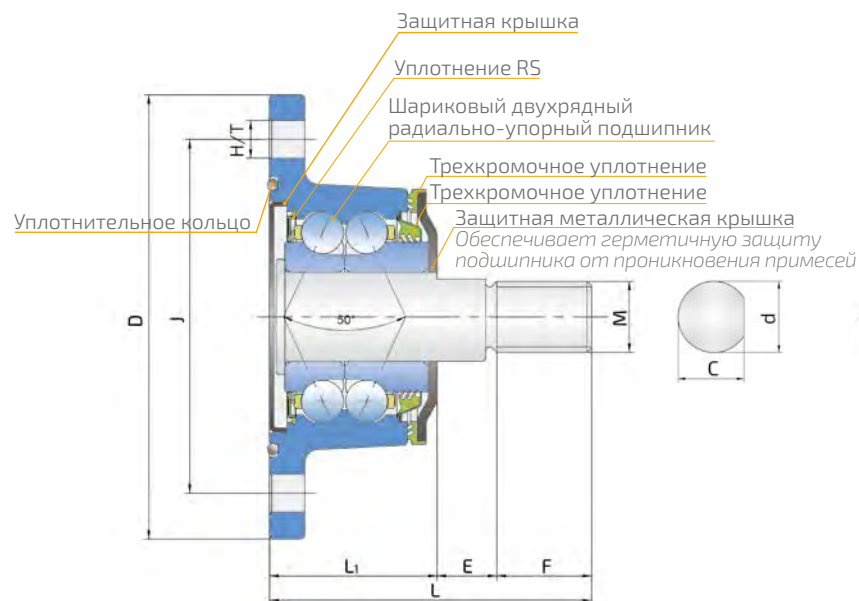 Защитная крышка
Уплотнение RS
Шариковый двухрядный
радиально-упорный подшипник
Трехкромочное уплотнение
Трехкромочное уплотнение
Защитная металлическая крышка
Обеспечивает герметичную защиту
подшипника от проникновения примесей
Уплотнительное кольцо
H/T
D
J
50°
M
d
C
L₁
E
F
L